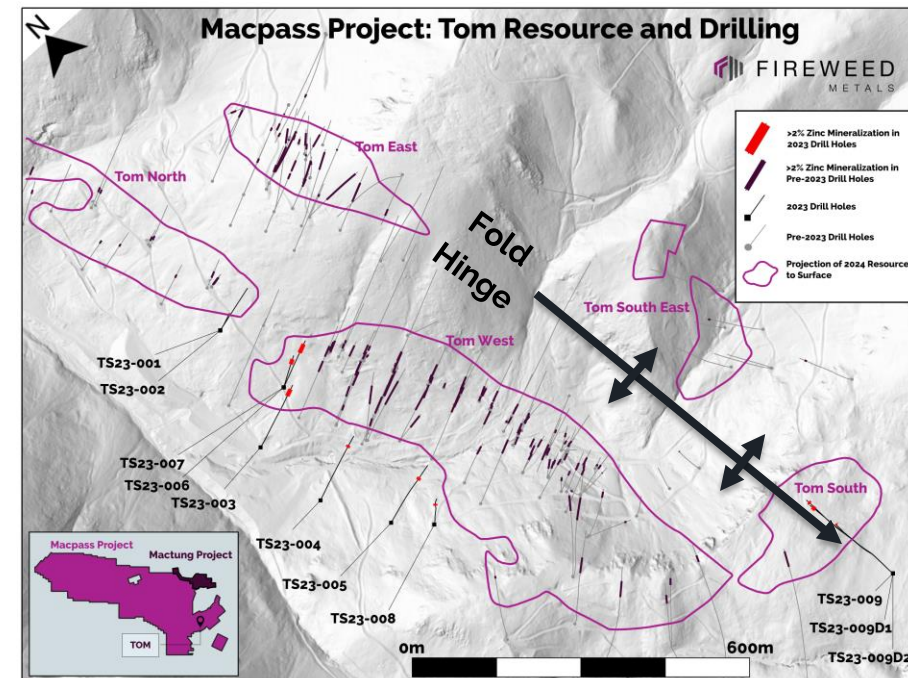 Macpass Project: Tom Resource and Drilling
N
FIREWEED
METALS
>2% Zinc Mineralization in
2023 Drill Holes
>2% Zinc Mineralization in
Pre-2023 Drill Holes
2023 Drill Holes
Pre-2023 Drill Holes
Projection of 2024 Resource
to Surface
Tom East
Tom North
Fold
Hinge
Tom South East
Tom West
TS23-001
TS23-002
TS23-007
TS23-006
TS23-003
TS23-004
TS23-005
TS23-008
Tom South
TS23-009
TS23-009D1
TS23-009D2
Macpass Project
Mactung Project
TOM
0m
600m